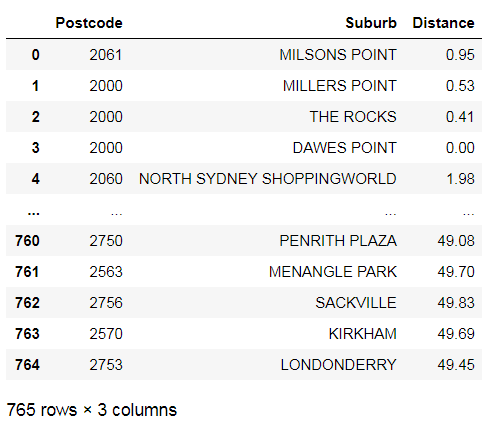 Postcode Suburb Distance
0 2061 MILSONS POINT 0.95
1 2000 MILLERS POINT 0.53
2 2000 THE ROCKS 0.41
3 2000 DAWES POINT 0.00
4 2060 NORTH SYDNEY SHOPPINGWORLD 1.98
... ... ... ...
760 2750 PENRITH PLAZA 49.08
761 2563 MENANGLE PARK 49.70
762 2756 SACKVILLE 49.83
763 2570 KIRKHAM 49.69
764 2753 LONDONDERRY 49.45
765 rows × 3 columns